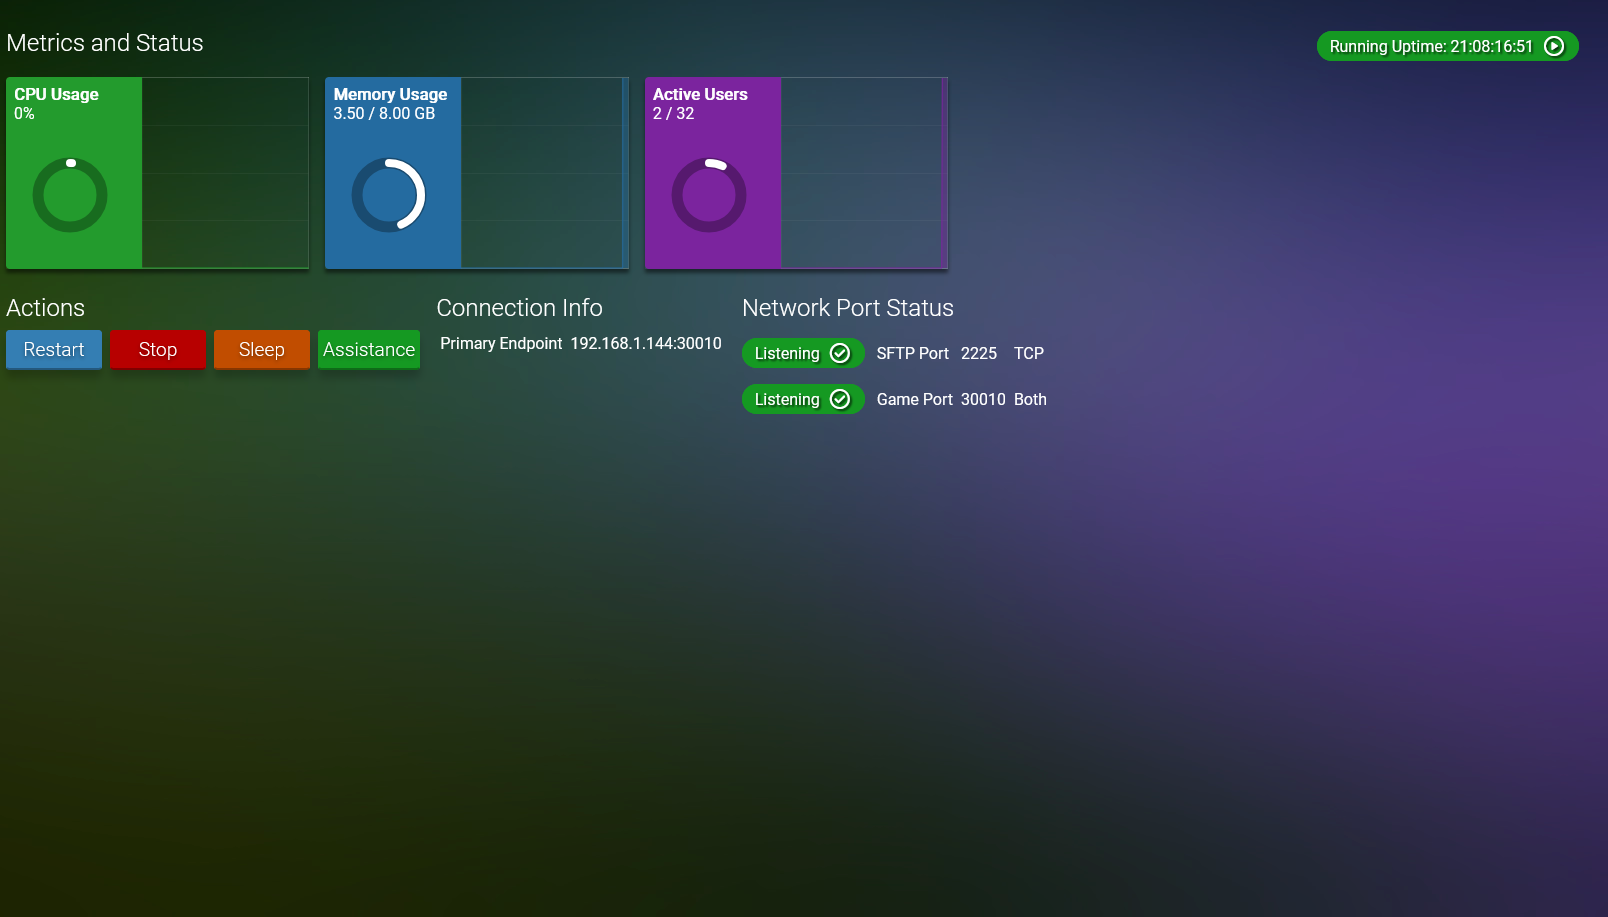 Metrics and Status
Running Uptime: 21:08:16:51
CPU Usage
0%
Memory Usage
3.50 / 8.00 GB
Active Users
2 / 32
Actions
Restart
Stop
Sleep
Assistance
Connection Info
Primary Endpoint 192.168.1.144:30010
Network Port Status
Listening SFTP Port 2225 TCP
Listening Game Port 30010 Both